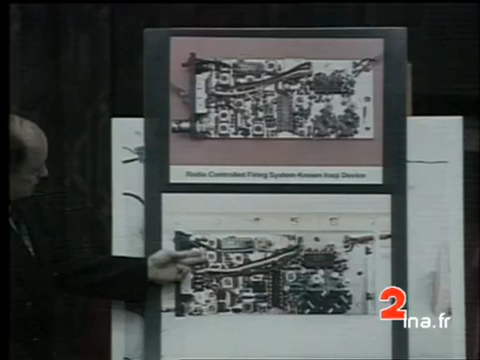 Radio Controlled Firing System-Known Iraqi Device
2
ina.fr